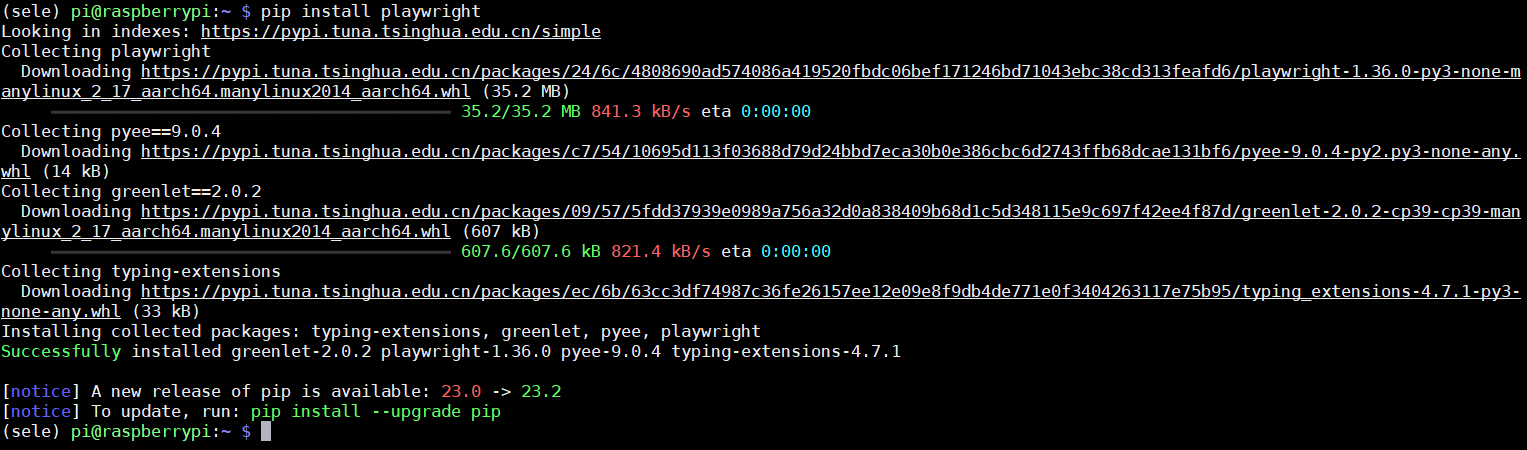 (sele) pi@raspberrypi:~ $ pip install playwright
Looking in indexes: https://pypi.tuna.tsinghua.edu.cn/simple
Collecting playwright
  Downloading https://pypi.tuna.tsinghua.edu.cn/packages/24/6c/4808690ad574086a419520fbdc06bef171246bd71043ebc38cd313feafd6/playwright-1.36.0-py3-none-m
anylinux_2_17_aarch64.manylinux2014_aarch64.whl (35.2 MB)
35.2/35.2 MB 841.3 kB/s eta 0:00:00
Collecting pyee==9.0.4
  Downloading https://pypi.tuna.tsinghua.edu.cn/packages/c7/54/10695d113f03688d79d24bbd7eca30b0e386cbc6d2743ffb68dcae131bf6/pyee-9.0.4-py2.py3-none-any.
whl (14 kB)
Collecting greenlet==2.0.2
  Downloading https://pypi.tuna.tsinghua.edu.cn/packages/09/57/5fdd37939e0989a756a32d0a838409b68d1c5d348115e9c697f42ee4f87d/greenlet-2.0.2-cp39-cp39-man
ylinux_2_17_aarch64.manylinux2014_aarch64.whl (607 kB)
607.6/607.6 kB 821.4 kB/s eta 0:00:00
Collecting typing-extensions
  Downloading https://pypi.tuna.tsinghua.edu.cn/packages/ec/6b/63cc3df74987c36fe26157ee12e09e8f9db4de771e0f3404263117e75b95/typing_extensions-4.7.1-py3-
none-any.whl (33 kB)
Installing collected packages: typing-extensions, greenlet, pyee, playwright
Successfully installed greenlet-2.0.2 playwright-1.36.0 pyee-9.0.4 typing-extensions-4.7.1
[notice] A new release of pip is available: 23.0 -> 23.2
[notice] To update, run: pip install --upgrade pip
(sele) pi@raspberrypi:~ $